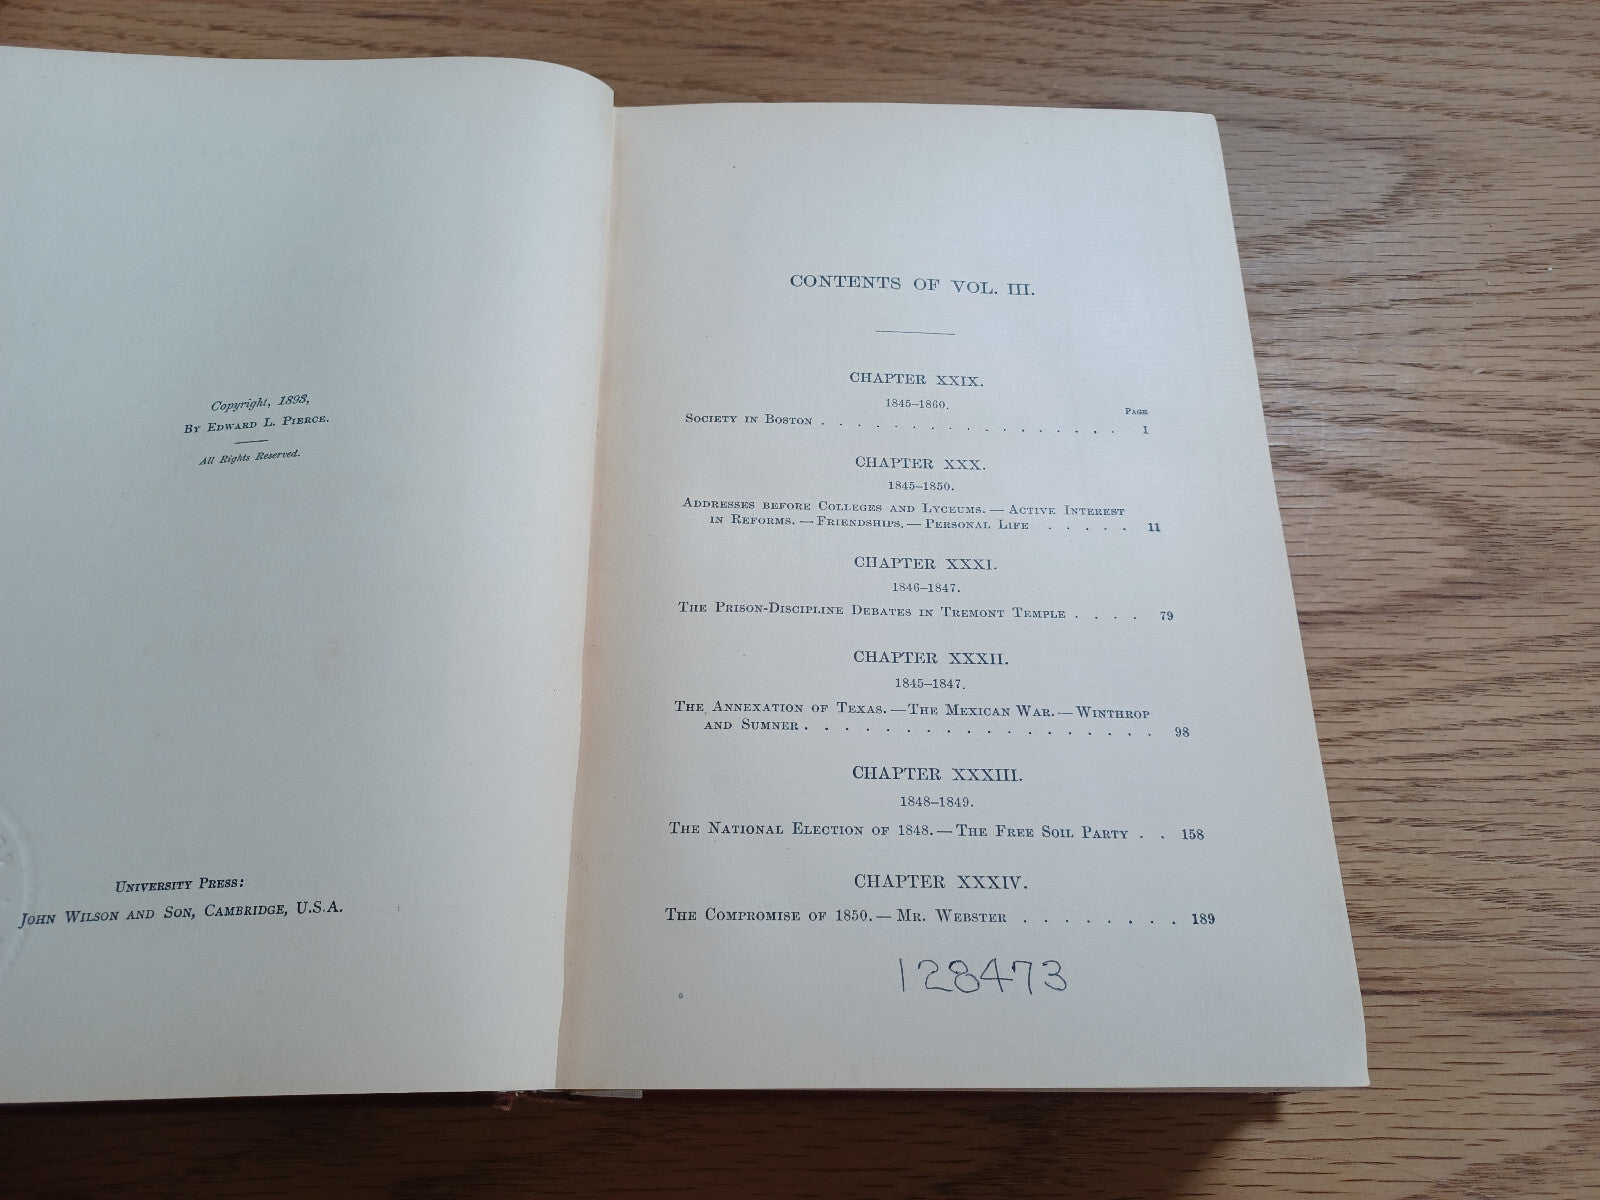 Copyright, 1893,
By Edward L. Pierce.
All Rights Reserved.
University Press:
John Wilson and Son, Cambridge, U.S.A.
CONTENTS OF VOL. III.
CHAPTER XXIX.
1845–1860.
Page
Society in Boston . . . . . . . . . . . . . . . . 1
CHAPTER XXX.
1845–1850.
Addresses before Colleges and Lyceums. — Active Interest
in Reforms. — Friendships. — Personal Life . . . . . 11
CHAPTER XXXI.
1846–1847.
The Prison-Discipline Debates in Tremont Temple . . . . 79
CHAPTER XXXII.
1845–1847.
The Annexation of Texas. — The Mexican War. — Winthrop
and Sumner . . . . . . . . . . . . . . . . . . 98
CHAPTER XXXIII.
1848–1849.
The National Election of 1848. — The Free Soil Party . . 158
CHAPTER XXXIV.
The Compromise of 1850. — Mr. Webster . . . . . . . . 189
128473